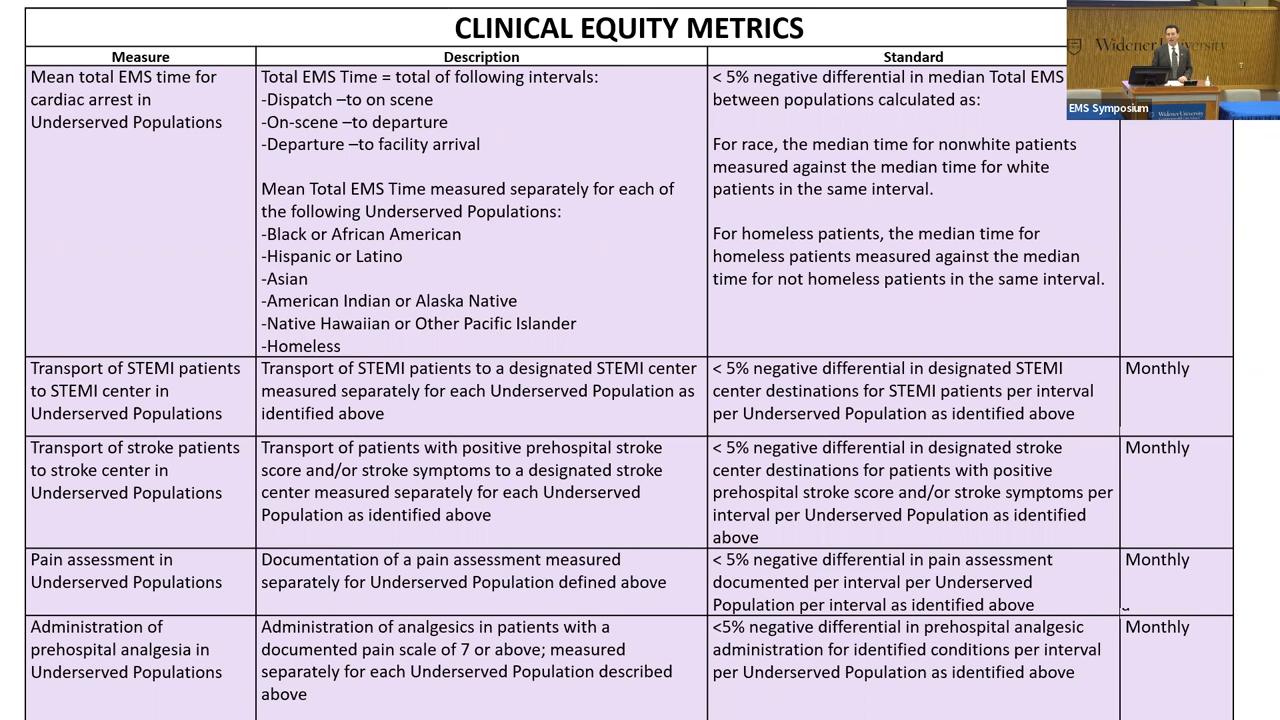 CLINICAL EQUITY METRICS
Measure
Description
Standard
Mean total EMS time for
cardiac arrest in
Underserved Populations
Total EMS Time = total of following intervals:
-Dispatch –to on scene
-On-scene –to departure
-Departure –to facility arrival
Mean Total EMS Time measured separately for each of
the following Underserved Populations:
-Black or African American
-Hispanic or Latino
-Asian
-American Indian or Alaska Native
-Native Hawaiian or Other Pacific Islander
-Homeless
< 5% negative differential in median Total EMS
between populations calculated as:
For race, the median time for nonwhite patients
measured against the median time for white
patients in the same interval.
For homeless patients, the median time for
homeless patients measured against the median
time for not homeless patients in the same interval.
Transport of STEMI patients
to STEMI center in
Underserved Populations
Transport of STEMI patients to a designated STEMI center
measured separately for each Underserved Population as
identified above
< 5% negative differential in designated STEMI
center destinations for STEMI patients per interval
per Underserved Population as identified above
Monthly
Transport of stroke patients
to stroke center in
Underserved Populations
Transport of patients with positive prehospital stroke
score and/or stroke symptoms to a designated stroke
center measured separately for each Underserved
Population as identified above
< 5% negative differential in designated stroke
center destinations for patients with positive
prehospital stroke score and/or stroke symptoms per
interval per Underserved Population as identified
above
Monthly
Pain assessment in
Underserved Populations
Documentation of a pain assessment measured
separately for Underserved Population defined above
< 5% negative differential in pain assessment
documented per interval per Underserved
Population per interval as identified above
Monthly
Administration of
prehospital analgesia in
Underserved Populations
Administration of analgesics in patients with a
documented pain scale of 7 or above; measured
separately for each Underserved Population described
above
<5% negative differential in prehospital analgesic
administration for identified conditions per interval
per Underserved Population as identified above
Monthly
Widener University
EMS Symposium
Widener University